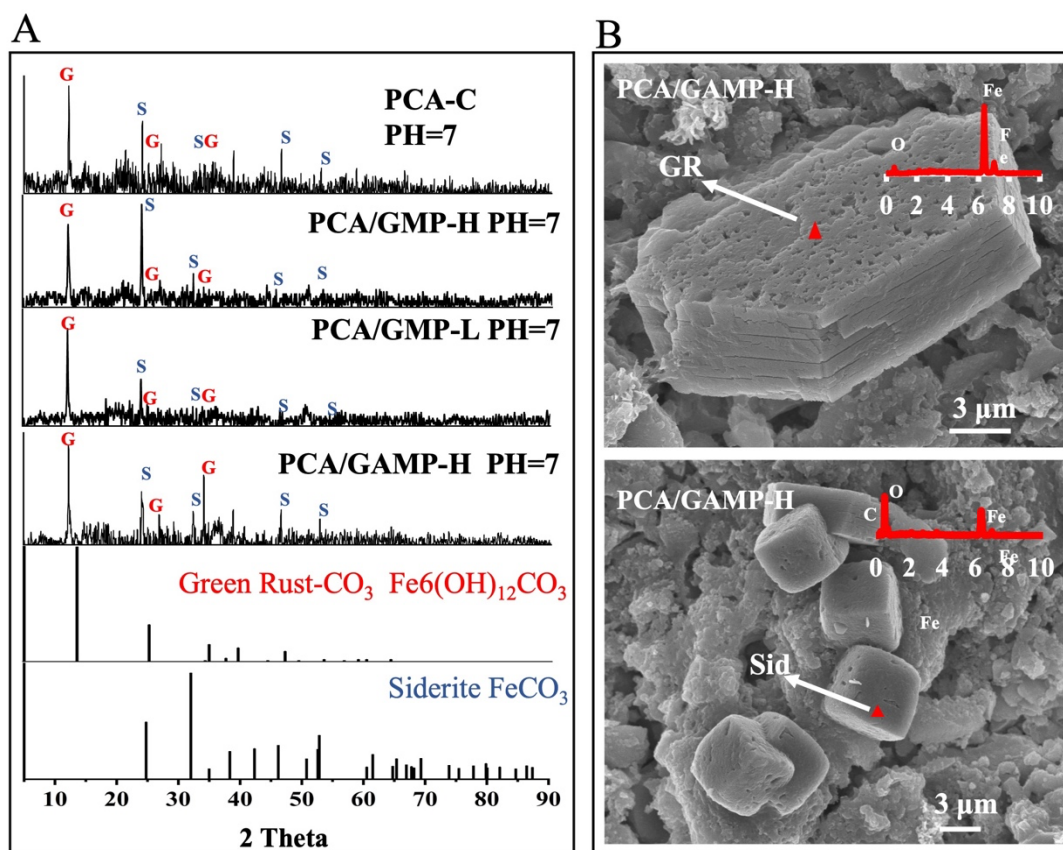 A
G
S
G
S
G
S
S
PCA-C
PH=7
G
S
G
S
G
S
S
PCA/GMP-H PH=7
G
S
G
S
G
S
S
PCA/GMP-L PH=7
G
S
G
S
G
S
S
PCA/GAMP-H PH=7
Green Rust-CO₃ Fe6(OH)₁₂CO₃
Siderite FeCO₃
10 20 30 40 50 60 70 80 90
2 Theta
B
PCA/GAMP-H
Fe
O
F
e
0 2 4 6 8 10
GR
3 μm
PCA/GAMP-H
O
C
Fe
0 2 4 6 8 10
Fe
Fe
Sid
3 μm